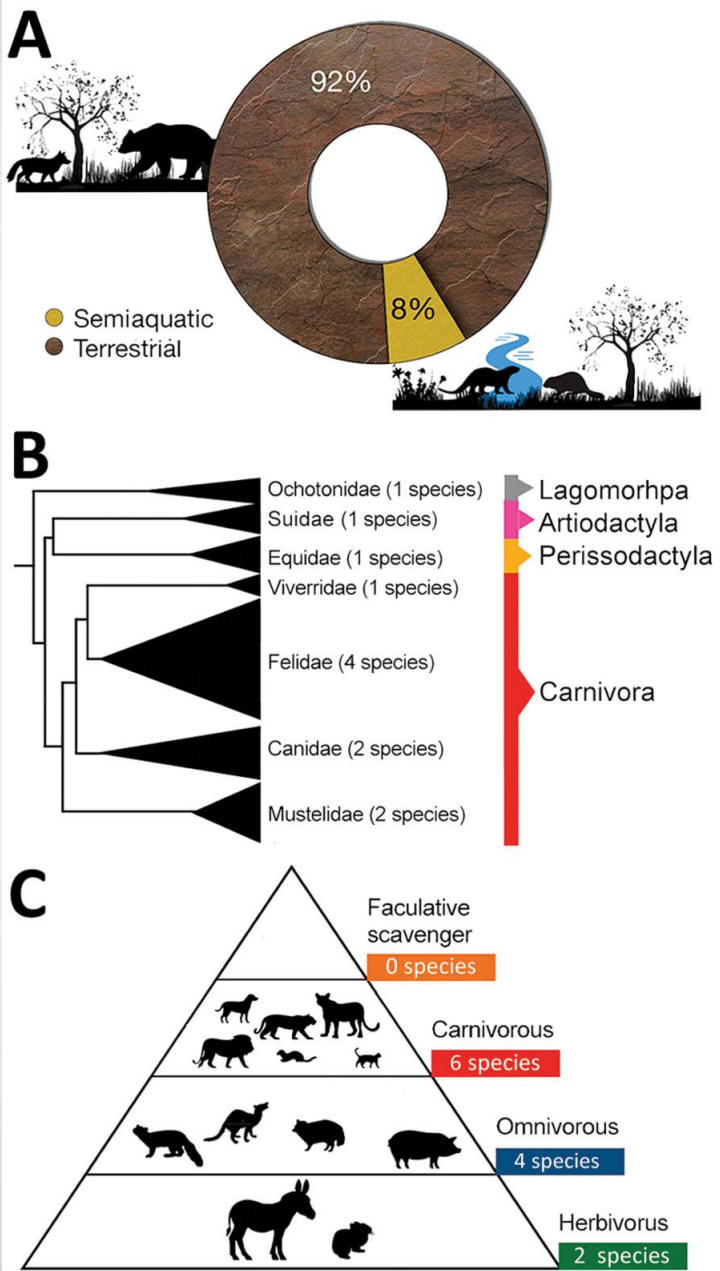 A
92%
8%
Semiaquatic
Terrestrial
B
Ochotonidae (1 species)
Suidae (1 species)
Equidae (1 species)
Viverridae (1 species)
Felidae (4 species)
Canidae (2 species)
Mustelidae (2 species)
Lagomorhpa
Artiodactyla
Perissodactyla
Carnivora
C
Faculative
scavenger
0 species
Carnivorous
6 species
Omnivorous
4 species
Herbivorus
2 species